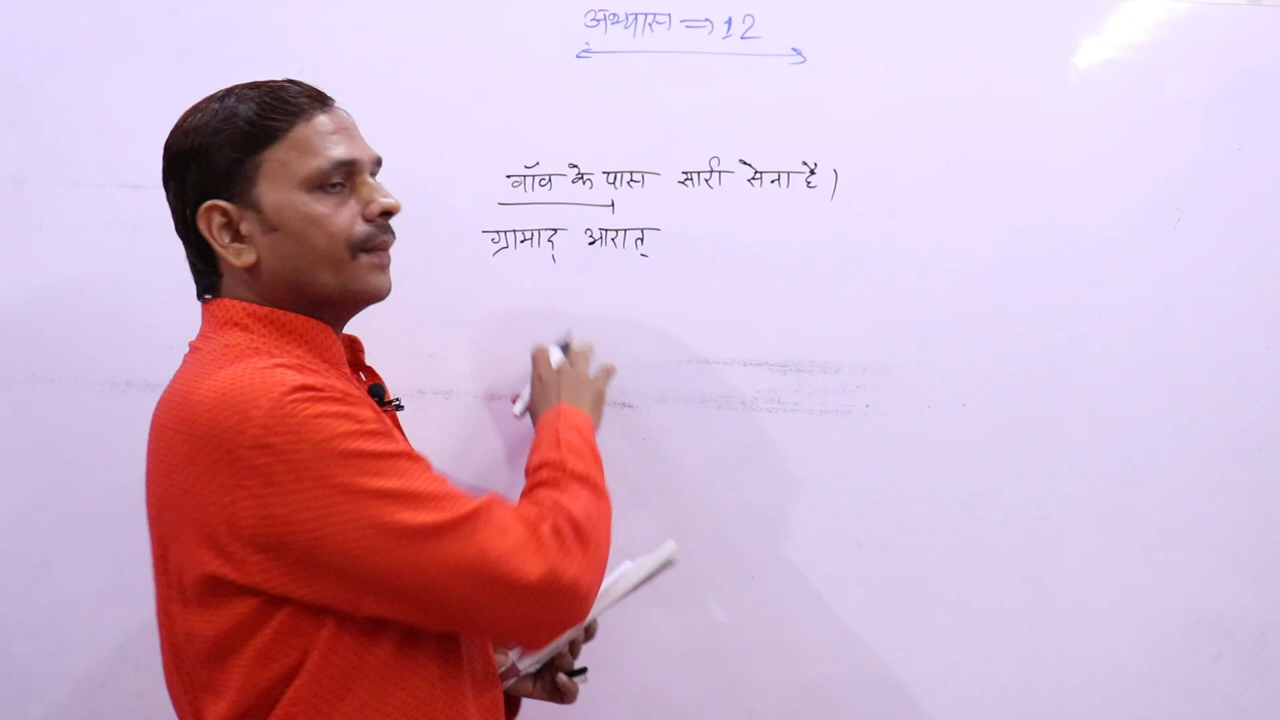 अभ्यास ⇒ 12
गाँव के पास सारी सेना है।
ग्रामाद् आरात्